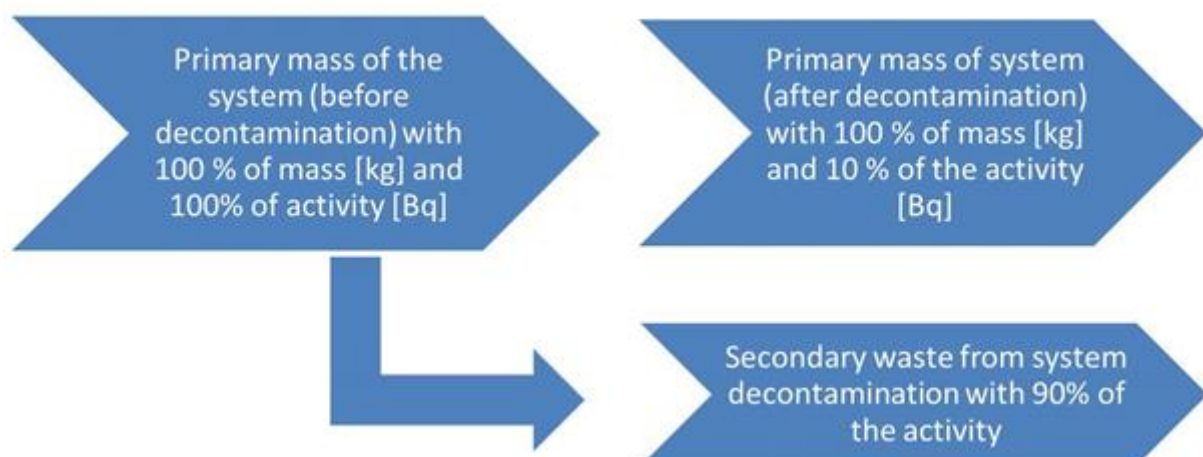 Primary mass of the
system (before
decontamination) with
100 % of mass [kg] and
100% of activity [Bq]
Primary mass of system
(after decontamination)
with 100 % of mass [kg]
and 10 % of the activity
[Bq]
Secondary waste from system
decontamination with 90% of
the activity